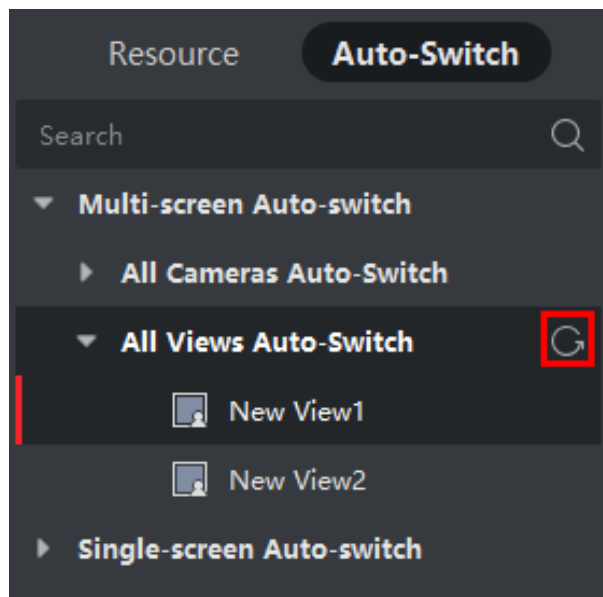 Resource Auto-Switch
Search
Multi-screen Auto-switch
All Cameras Auto-Switch
All Views Auto-Switch
New View1
New View2
Single-screen Auto-switch